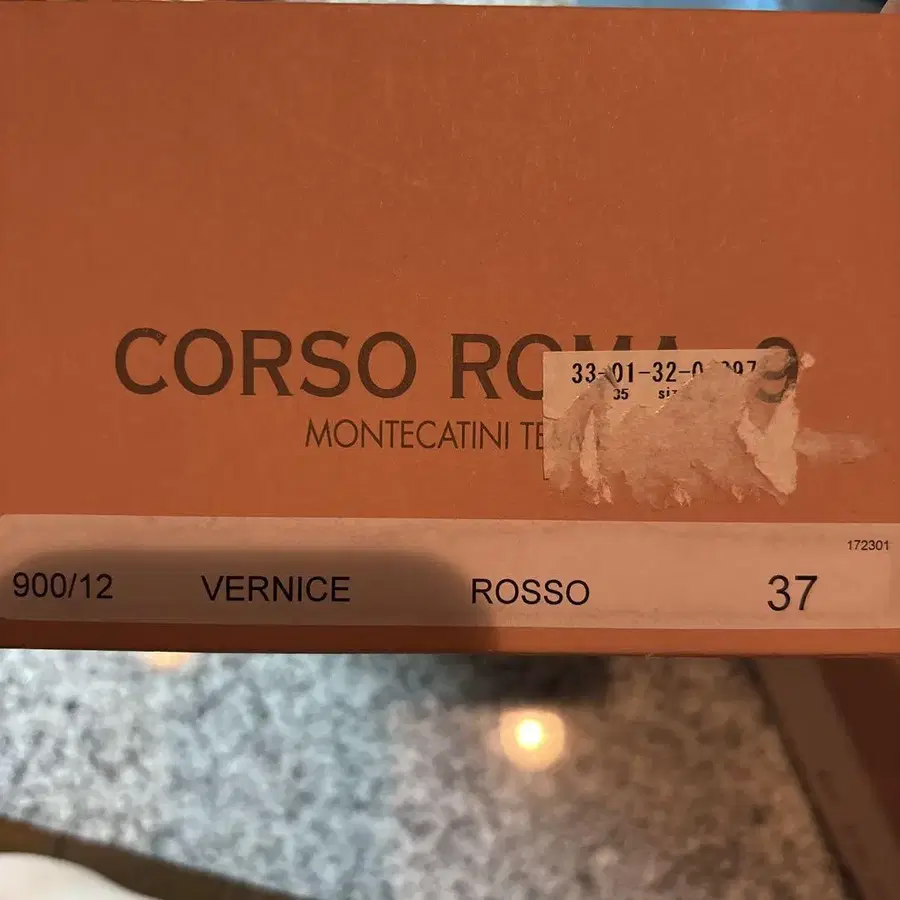 CORSO ROMA 9
33-01-32-0
35
MONTECATINI
172301
900/12 VERNICE ROSSO 37